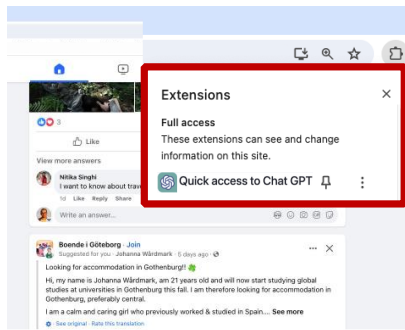 3
Like
View more answers
Nitika Singhi
I want to know about trav
1d Like Reply Share
Write an answer...
Extensions
Full access
These extensions can see and change
information on this site.
Quick access to Chat GPT
Boende i Göteborg · Join
Suggested for you · Johanna Wårdmark · 5 days ago ·
Looking for accommodation in Gothenburg!!
Hi, my name is Johanna Wårdmark, am 21 years old and will now start studying global
studies at universities in Gothenburg this fall. I am therefore looking for accommodation in
Gothenburg, preferably central.
I am a calm and caring girl who previously worked & studied in Spain.... See more
See original · Rate this translation